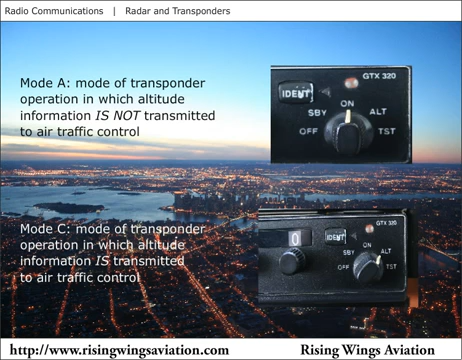 Radio Communications | Radar and Transponders
Mode A: mode of transponder
operation in which altitude
information IS NOT transmitted
to air traffic control
GTX 320
IDENT
ON
SBY
ALT
OFF
TST
Mode C: mode of transponder
operation in which altitude
information IS transmitted
to air traffic control
0
GTX 320
IDENT
ON
SBY
ALT
OFF
TST
http://www.risingwingsaviation.com
Rising Wings Aviation